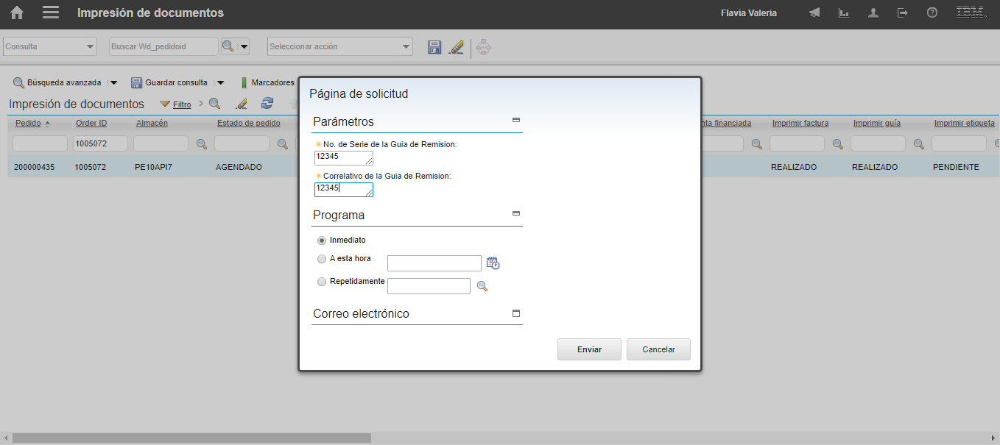 Impresión de documentos
Flavia Valeria
IBM.
Consulta
Buscar Wd_pedidoid
Seleccionar acción
Búsqueda avanzada
Guardar consulta
Marcadores
Impresión de documentos
Filtro
Pedido
Order ID
Almacén
Estado de pedido
nta financiada
Imprimir factura
Imprimir guía
Imprimir etiqueta
1005072
200000435
1005072
PE10API7
AGENDADO
REALIZADO
REALIZADO
PENDIENTE
Página de solicitud
Parámetros
No. de Serie de la Guia de Remision:
12345
Correlativo de la Guia de Remision:
12345
Programa
Inmediato
A esta hora
Repetidamente
Correo electrónico
Enviar
Cancelar